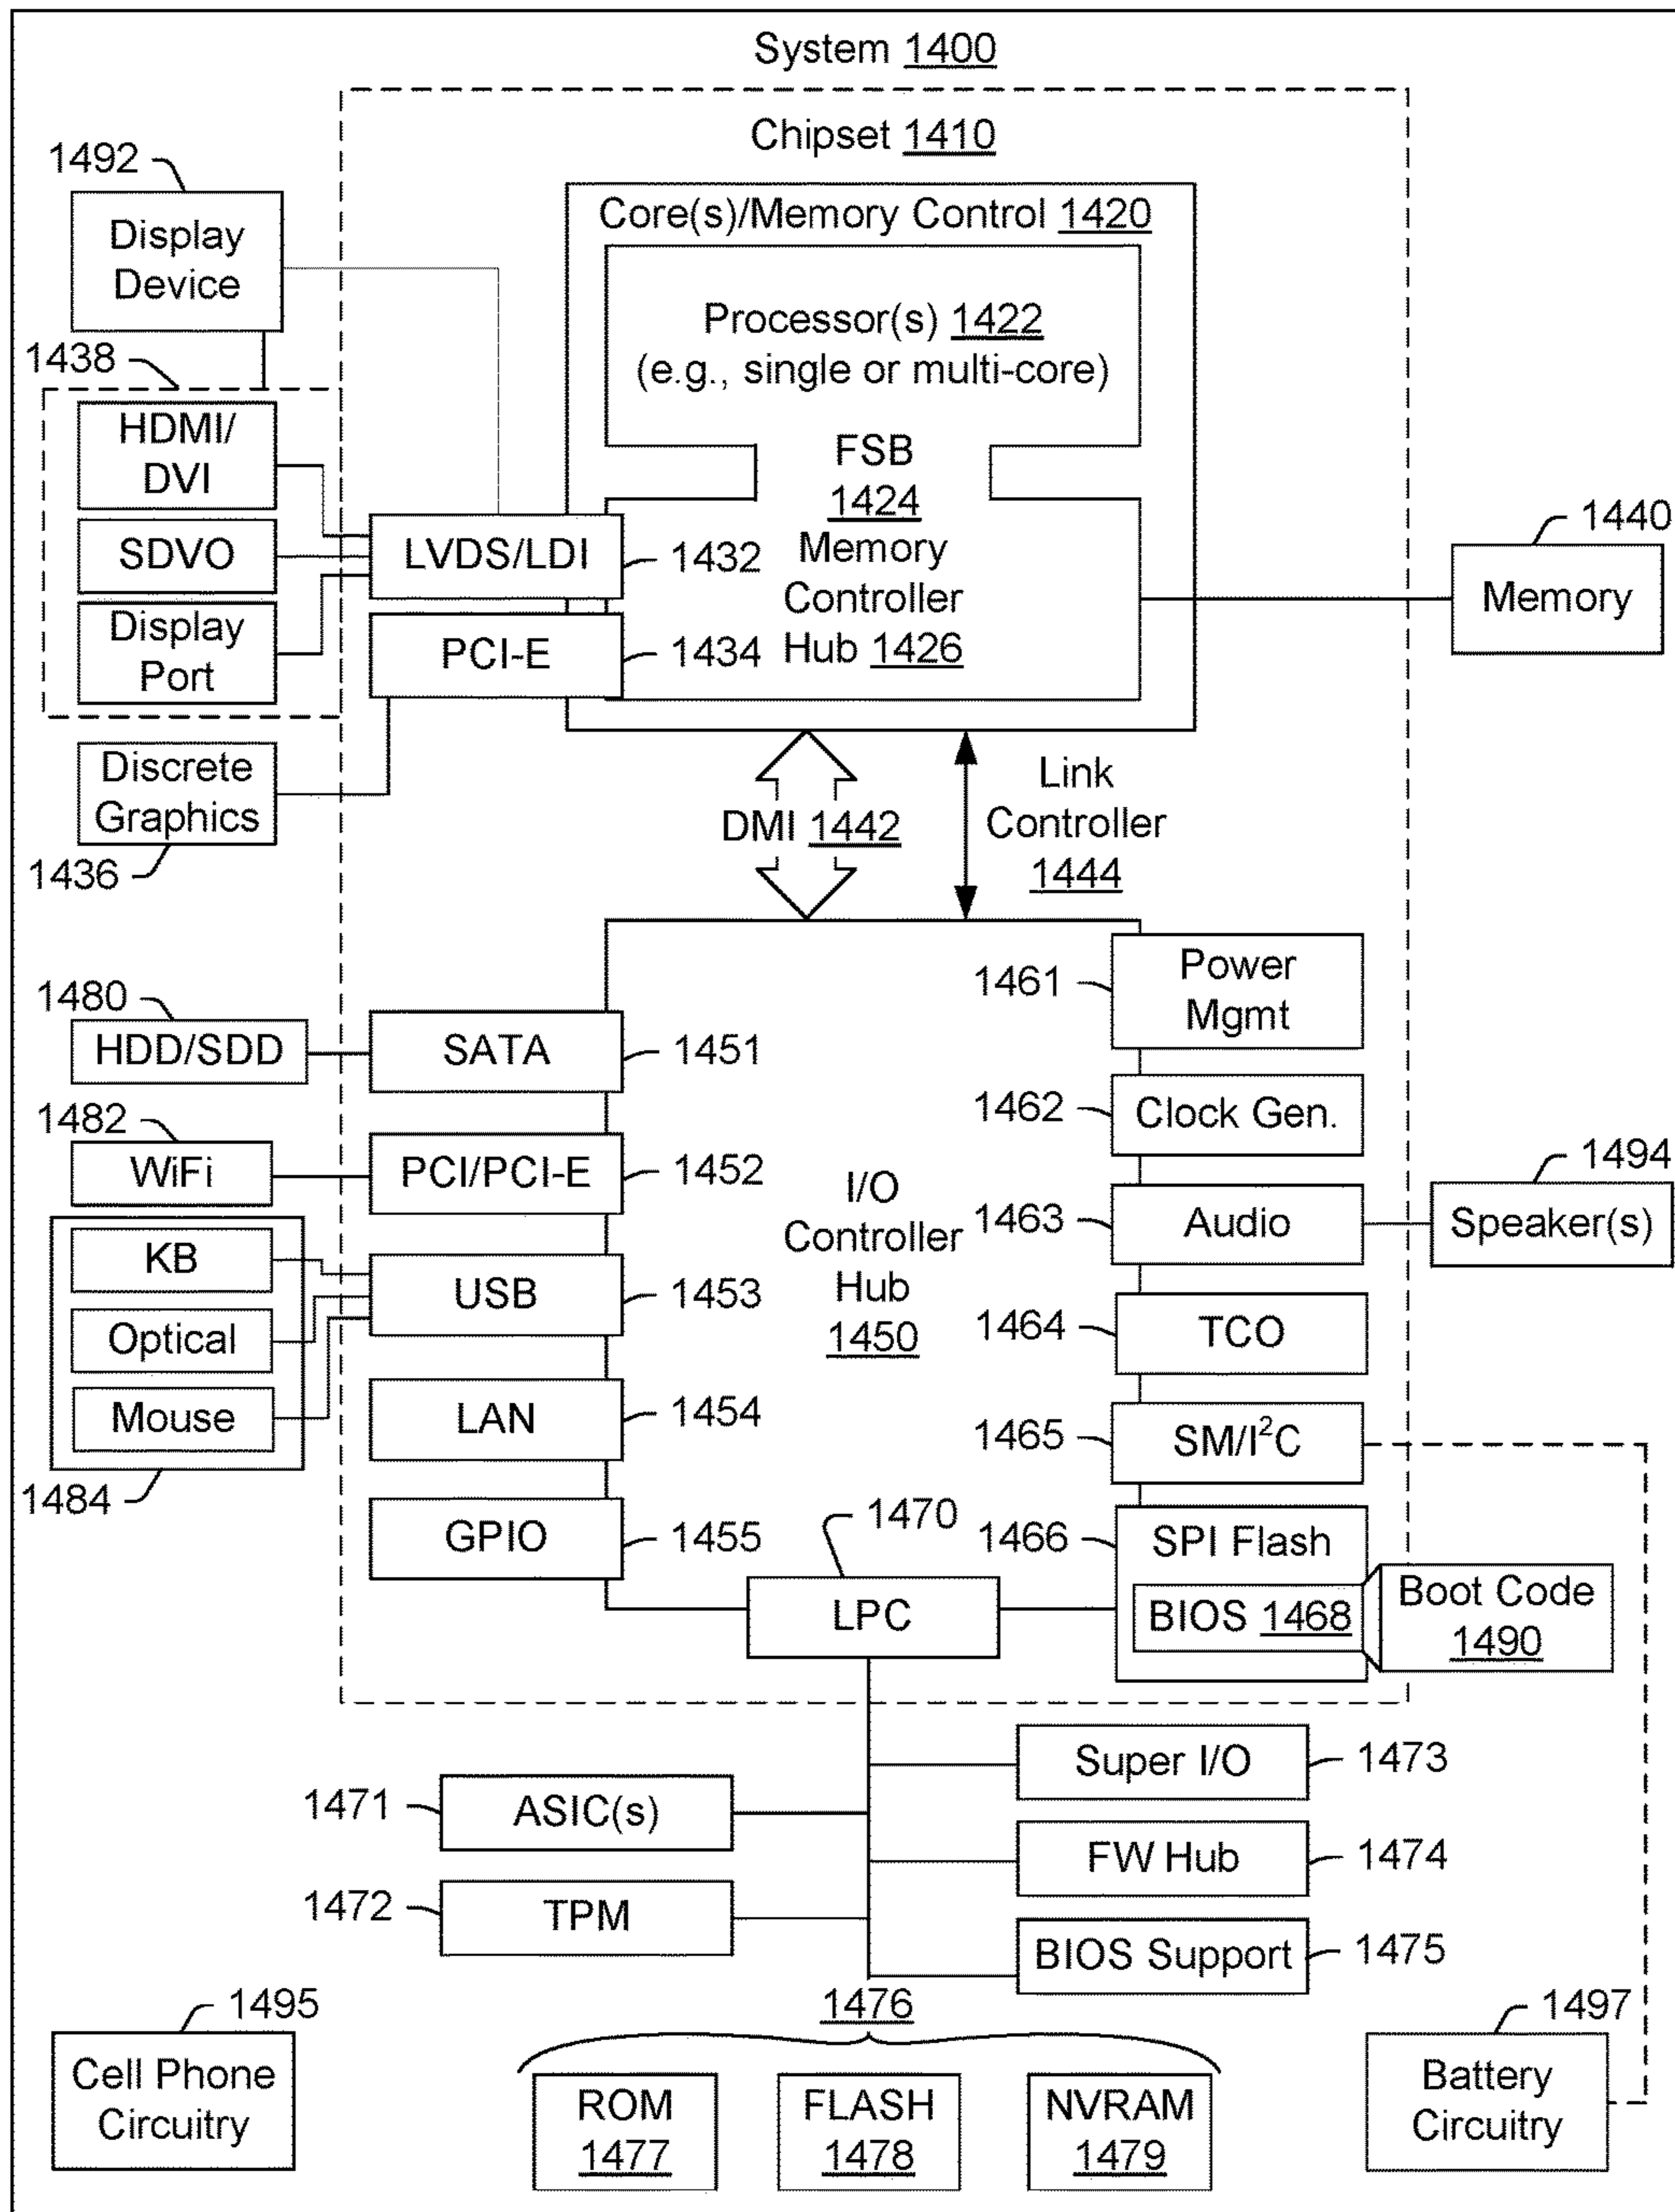 System 1400
Chipset 1410
1492
Display
Device
Core(s)/Memory Control 1420
Processor(s) 1422
(e.g., single or multi-core)
FSB
1424
Memory
Controller
Hub 1426
1438
HDMI/
DVI
SDVO
Display
Port
LVDS/LDI
1432
PCI-E
1434
1440
Memory
Discrete
Graphics
1436
DMI 1442
Link
Controller
1444
1480
HDD/SDD
SATA
1451
1482
WiFi
PCI/PCI-E
1452
KB
Optical
Mouse
1484
USB
1453
LAN
1454
GPIO
1455
I/O
Controller
Hub
1450
1461
Power
Mgmt
1462
Clock Gen.
1463
Audio
1494
Speaker(s)
1464
TCO
1465
SM/I²C
1466
SPI Flash
BIOS 1468
Boot Code
1490
1470
LPC
1471
ASIC(s)
1472
TPM
Super I/O
1473
FW Hub
1474
BIOS Support
1475
1495
Cell Phone
Circuitry
1476
ROM
1477
FLASH
1478
NVRAM
1479
1497
Battery
Circuitry